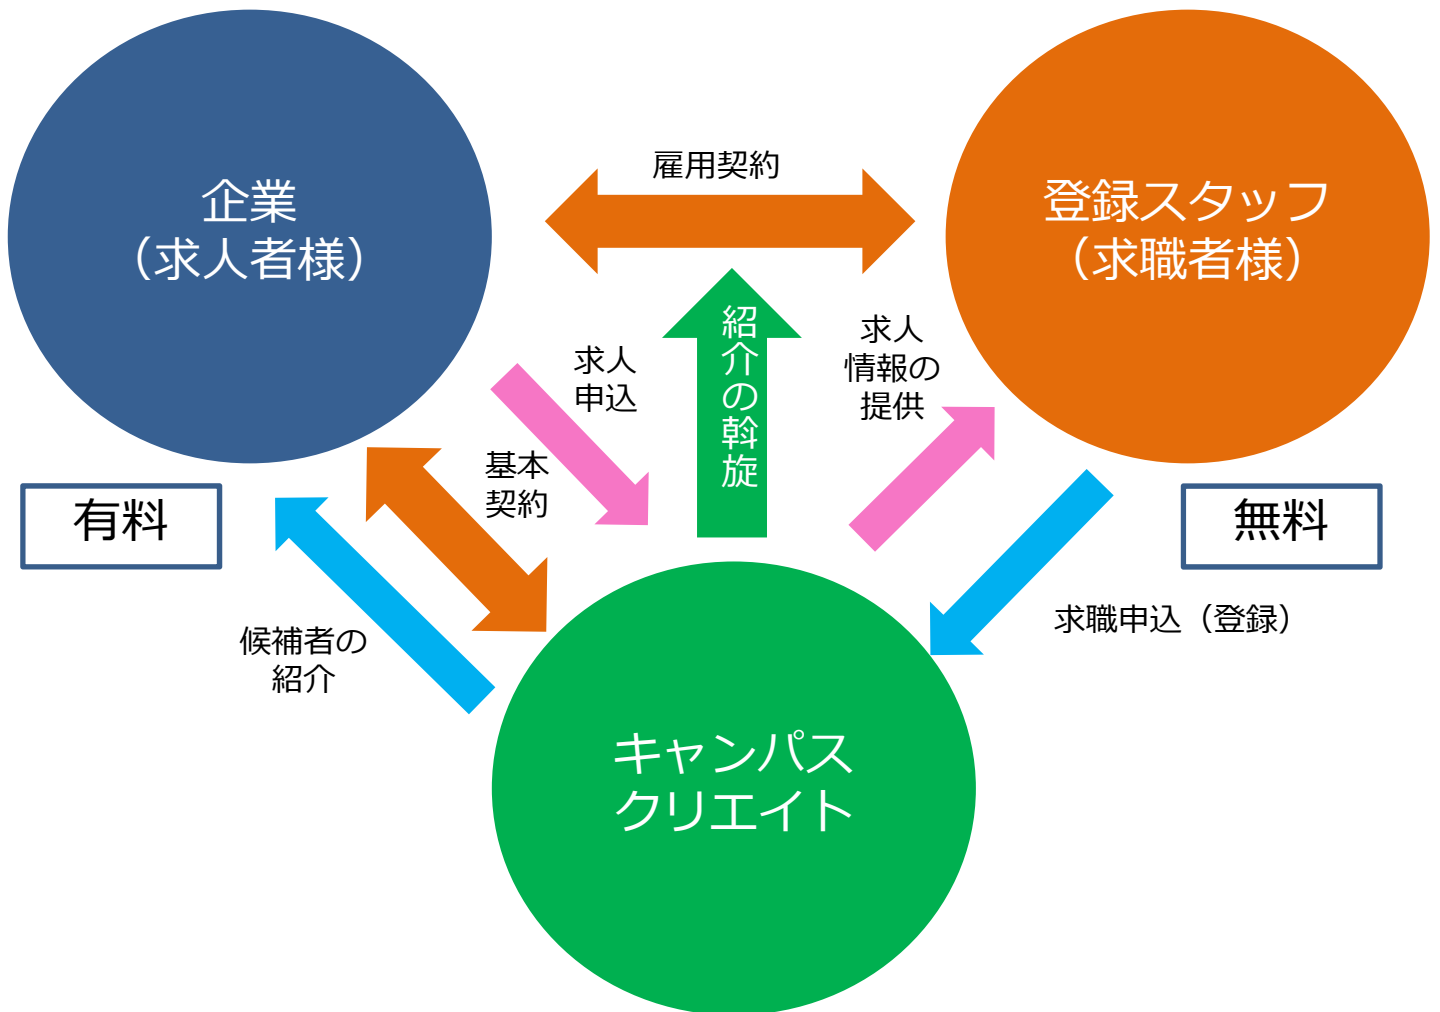 企業
（求人者様）
雇用契約
登録スタッフ
（求職者様）
紹介の斡旋
求人
申込
求人
情報の
提供
基本
契約
有料
無料
候補者の
紹介
求職申込（登録）
キャンパス
クリエイト